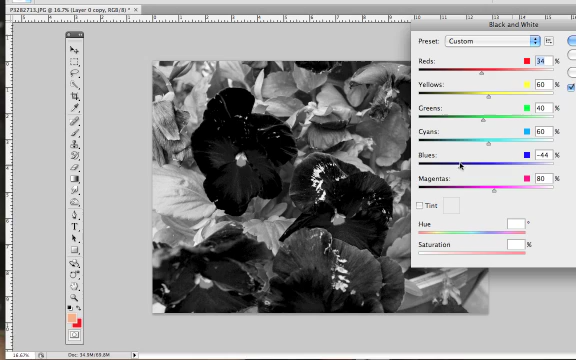 P3282713.JPG @ 16.7% (Layer 0 copy, RGB/8) *
Black and White
Preset: Custom
Reds: 34 %
Yellows: 60 %
Greens: 40 %
Cyans: 60 %
Blues: -44 %
Magentas: 80 %
Tint
Hue °
Saturation %
16.67% Doc: 34.9M/69.8M